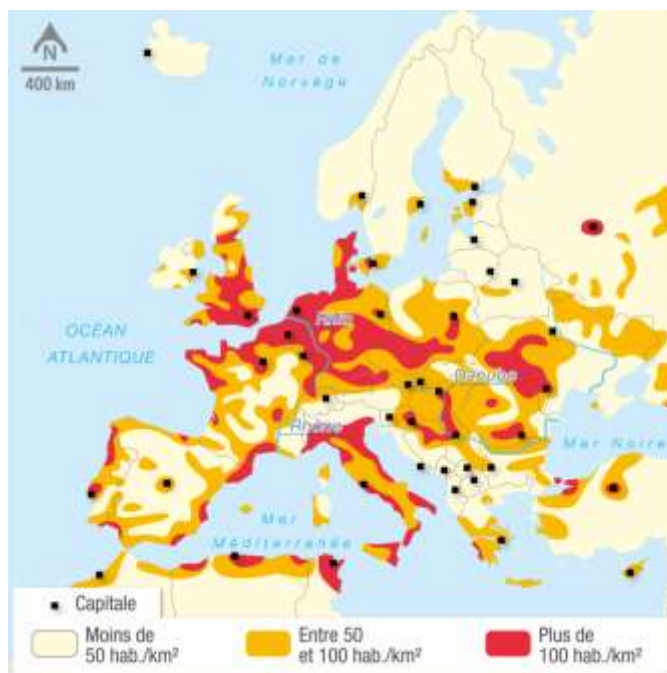 N
400 km
Mer de
Norvège
OCÉAN
ATLANTIQUE
Rhin
Danube
Rhône
Mer Noire
Mer
Méditerranée
Capitale
Moins de
50 hab./km²
Entre 50
et 100 hab./km²
Plus de
100 hab./km²